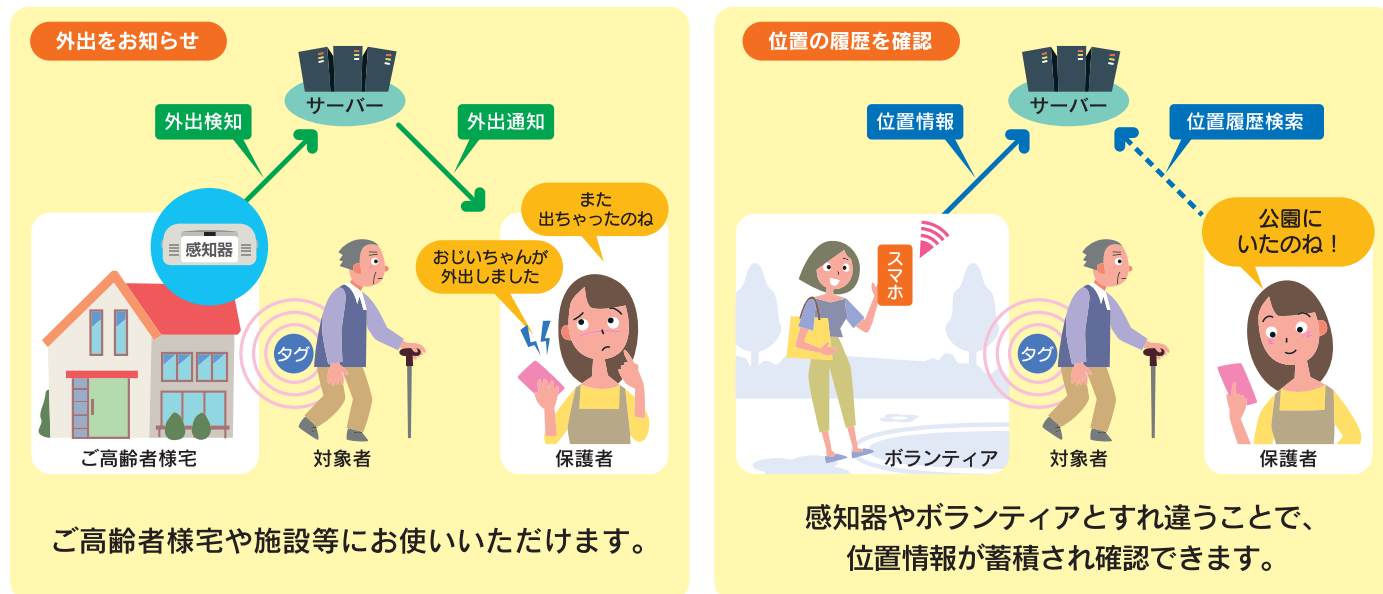 外出をお知らせ
サーバー
外出検知
外出通知
感知器
また
出ちゃったのね
おじいちゃんが
外出しました
タグ
ご高齢者様宅
対象者
保護者
ご高齢者様宅や施設等にお使いいただけます。
位置の履歴を確認
サーバー
位置情報
位置履歴検索
スマホ
公園に
いたのね！
タグ
ボランティア
対象者
保護者
感知器やボランティアとすれ違うことで、
位置情報が蓄積され確認できます。